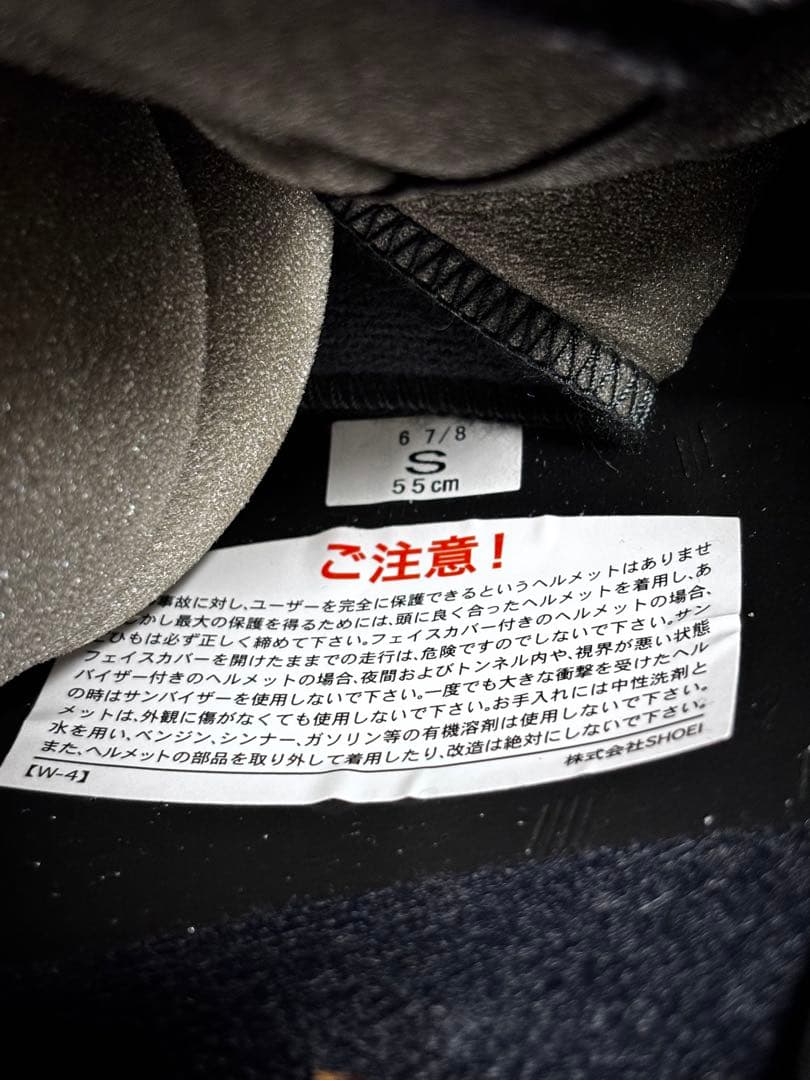 6 7/8
S
55cm
ご注意!
事故に対し、ユーザーを完全に保護できるというヘルメットはありませ
かし最大の保護を得るためには、頭に良く合ったヘルメットを着用し、あ
ひもは必ず正しく締めて下さい。フェイスカバー付きのヘルメットの場合、
フェイスカバーを開けたままでの走行は、危険ですのでしないで下さい。サン
バイザー付きのヘルメットの場合、夜間およびトンネル内や、視界が悪い状態
の時はサンバイザーを使用しないで下さい。一度でも大きな衝撃を受けたヘル
メットは、外観に傷がなくても使用しないで下さい。お手入れには中性洗剤と
水を用い、ベンジン、シンナー、ガソリン等の有機溶剤は使用しないで下さい。
また、ヘルメットの部品を取り外して着用したり、改造は絶対にしないで下さい。
【W-4】
株式会社SHOEI